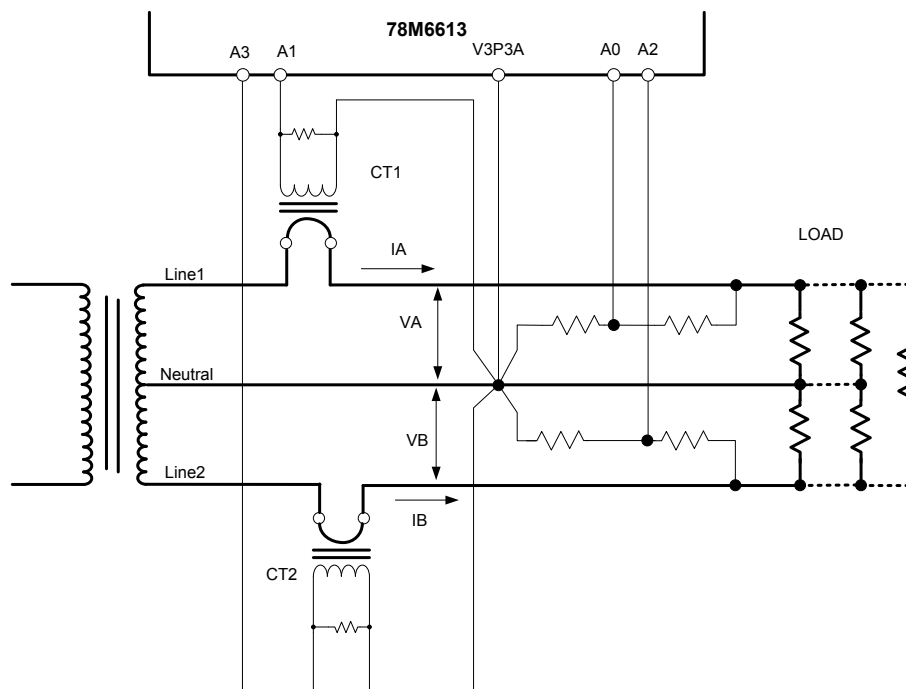 78M6613
A3 A1 V3P3A A0 A2
CT1
LOAD
IA
Line1
VA
Neutral
VB
Line2
IB
CT2